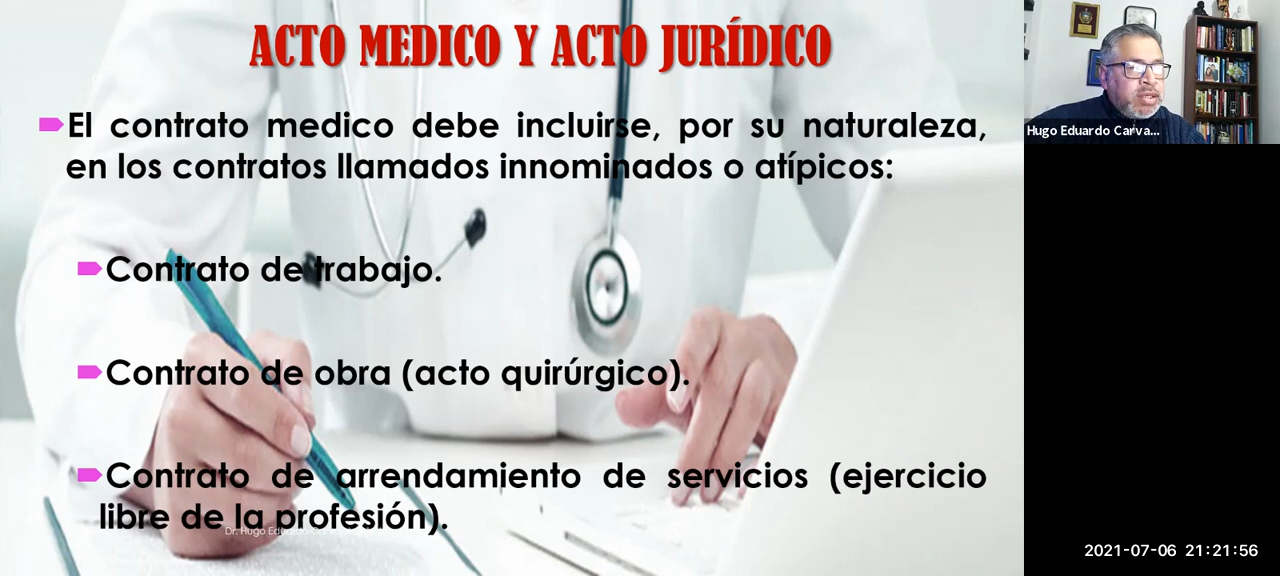 ACTO MEDICO Y ACTO JURÍDICO
El contrato medico debe incluirse, por su naturaleza,
en los contratos llamados innominados o atípicos:
Contrato de trabajo.
Contrato de obra (acto quirúrgico).
Contrato de arrendamiento de servicios (ejercicio
libre de la profesión).
Dr. Hugo
Hugo Eduardo Carva...
2021-07-06 21:21:56